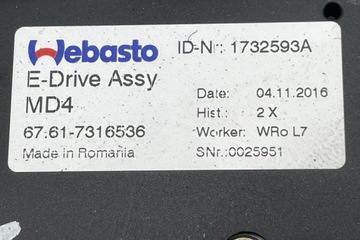 Webasto ID-Nr: 1732593A
E-Drive Assy
MD4
Date: 04.11.2016
Hist.: 2 X
67.61-7316536 Worker: WRo L7
Made in Romania SNr.:0025951